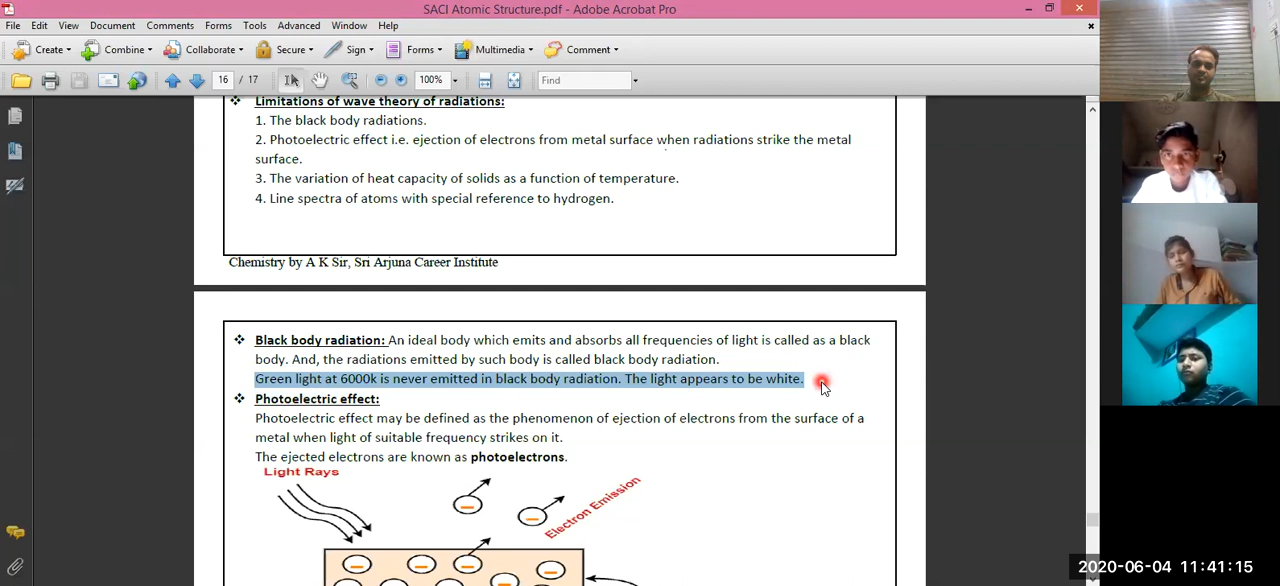 SACI Atomic Structure.pdf - Adobe Acrobat Pro
File Edit View Document Comments Forms Tools Advanced Window Help
Create Combine Collaborate Secure Sign Forms Multimedia Comment
16 / 17 100% Find
❖ Limitations of wave theory of radiations:
1. The black body radiations.
2. Photoelectric effect i.e. ejection of electrons from metal surface when radiations strike the metal
surface.
3. The variation of heat capacity of solids as a function of temperature.
4. Line spectra of atoms with special reference to hydrogen.
Chemistry by A K Sir, Sri Arjuna Career Institute
❖ Black body radiation: An ideal body which emits and absorbs all frequencies of light is called as a black
body. And, the radiations emitted by such body is called black body radiation.
Green light at 6000k is never emitted in black body radiation. The light appears to be white.
❖ Photoelectric effect:
Photoelectric effect may be defined as the phenomenon of ejection of electrons from the surface of a
metal when light of suitable frequency strikes on it.
The ejected electrons are known as photoelectrons.
Light Rays
Electron Emission
2020-06-04 11:41:15